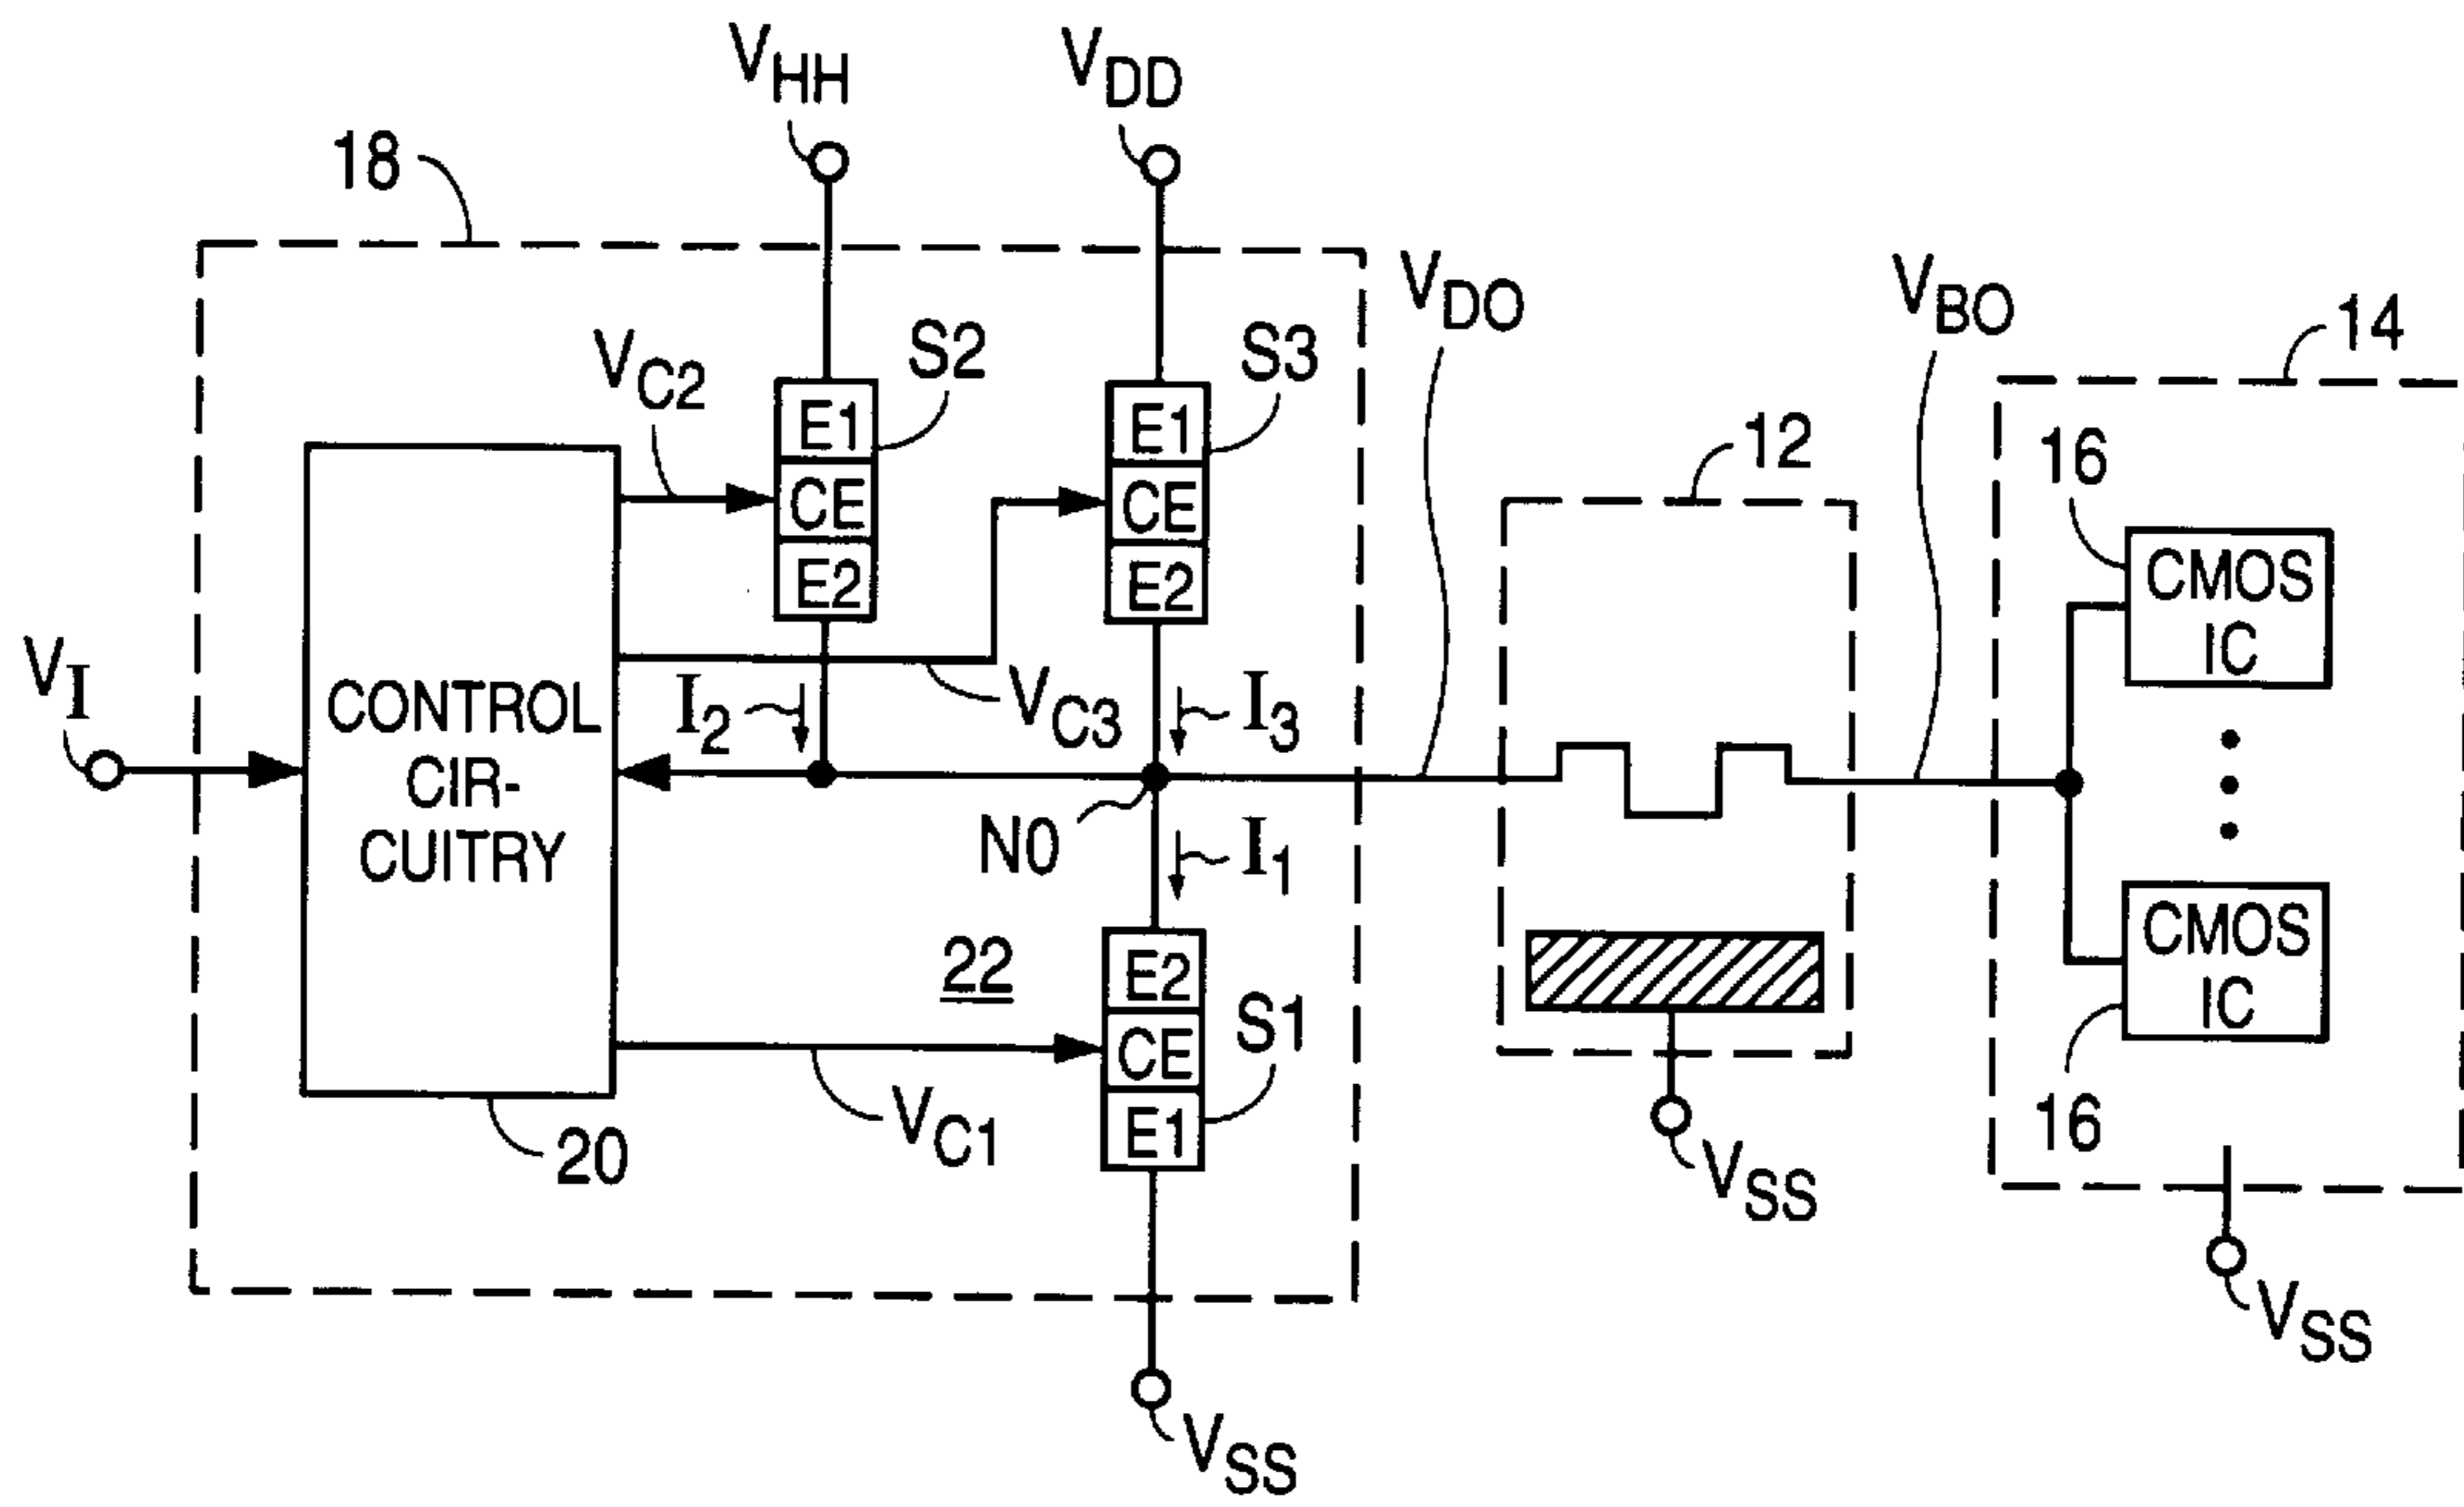 VHH
VDD
18
VDO
VBO
14
VC2
S2
S3
E1
CE
E2
E1
CE
E2
12
16
CMOS
IC
VI
CONTROL
CIR-
CUITRY
I2
VC3
I3
N0
I1
22
E2
CE
E1
S1
VC1
20
CMOS
IC
16
VSS
VSS
VSS